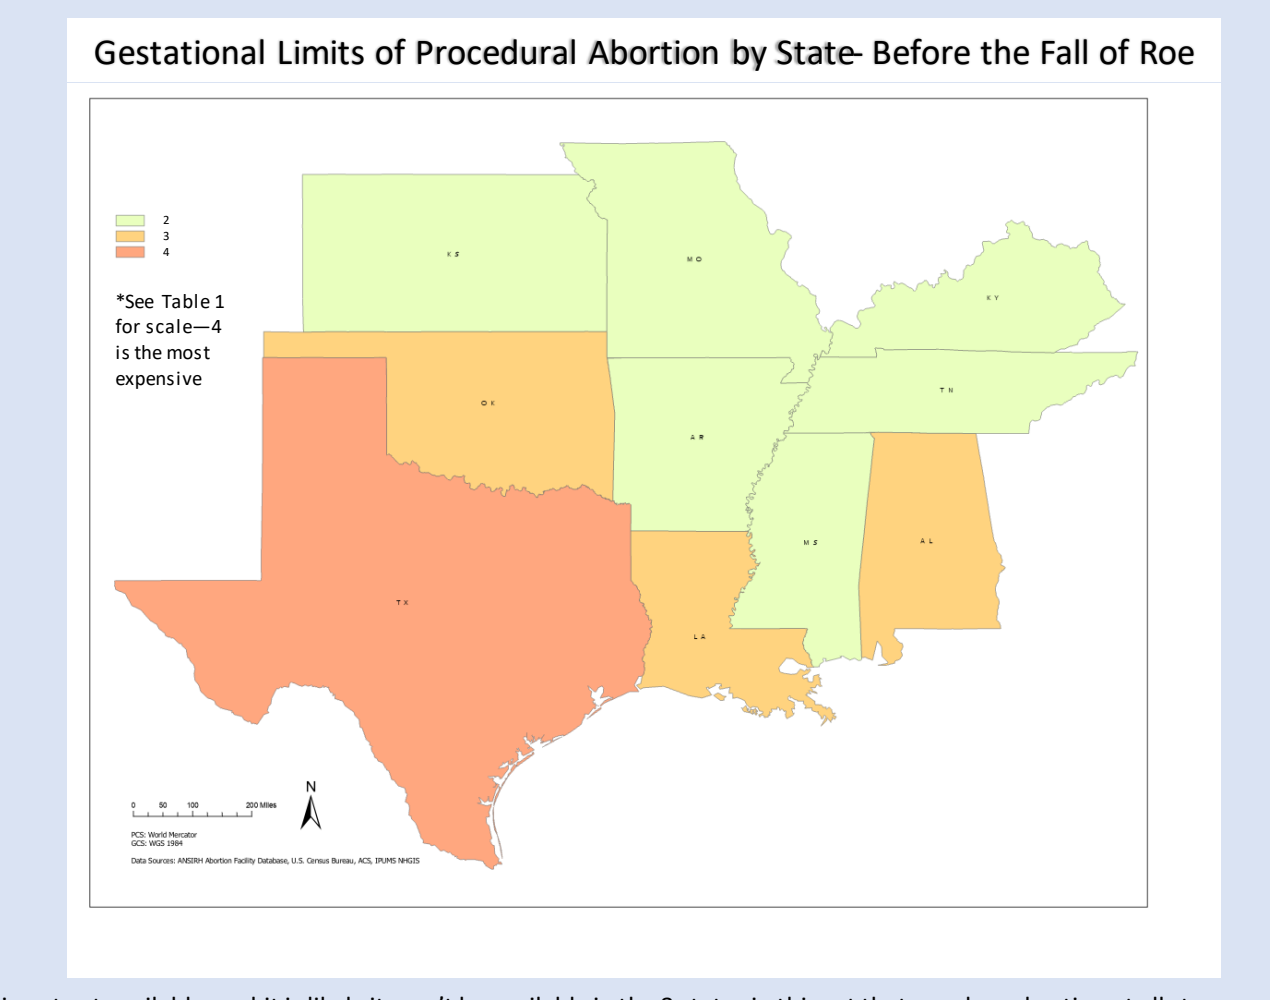 Gestational Limits of Procedural Abortion by State- Before the Fall of Roe
2
3
4
*See Table 1
for scale—4
is the most
expensive
KS
MO
KY
OK
TN
AR
MS
AL
TX
LA
N
0 50 100 200 Miles
PCS: World Mercator
GCS: WGS 1984
Data Sources: ANSIRH Abortion Facility Database, U.S. Census Bureau, ACS, IPUMS NHGIS